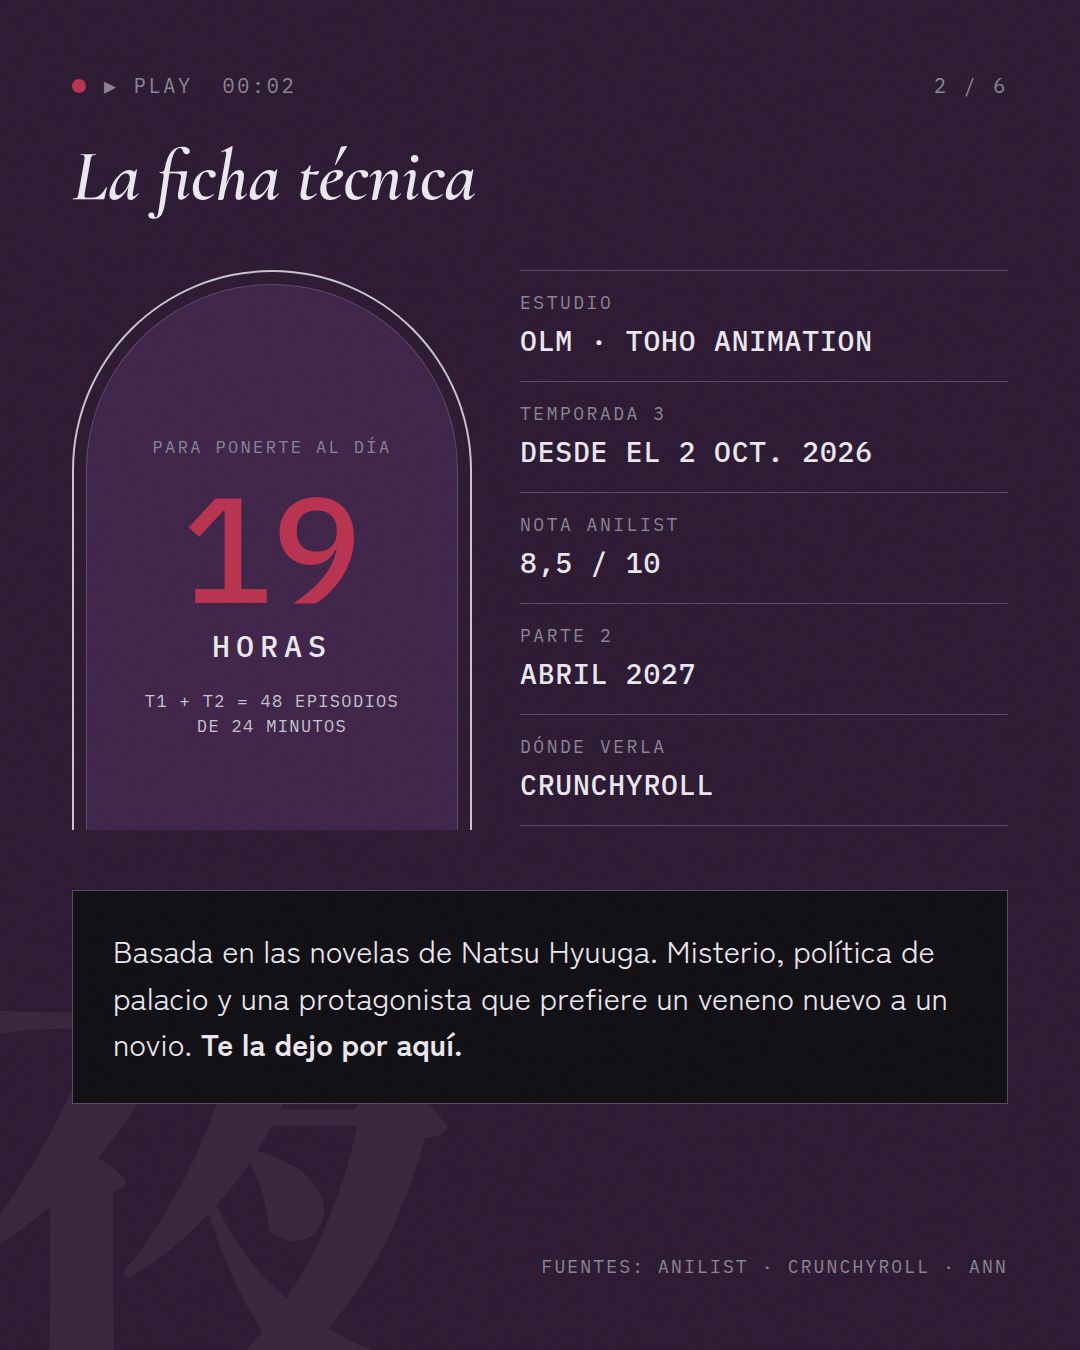 ▶ PLAY 00:02
2 / 6
La ficha técnica
PARA PONERTE AL DÍA
19
HORAS
T1 + T2 = 48 EPISODIOS
DE 24 MINUTOS
ESTUDIO
OLM · TOHO ANIMATION
TEMPORADA 3
DESDE EL 2 OCT. 2026
NOTA ANILIST
8,5 / 10
PARTE 2
ABRIL 2027
DÓNDE VERLA
CRUNCHYROLL
Basada en las novelas de Natsu Hyuuga. Misterio, política de
palacio y una protagonista que prefiere un veneno nuevo a un
novio. Te la dejo por aquí.
夜
FUENTES: ANILIST · CRUNCHYROLL · ANN